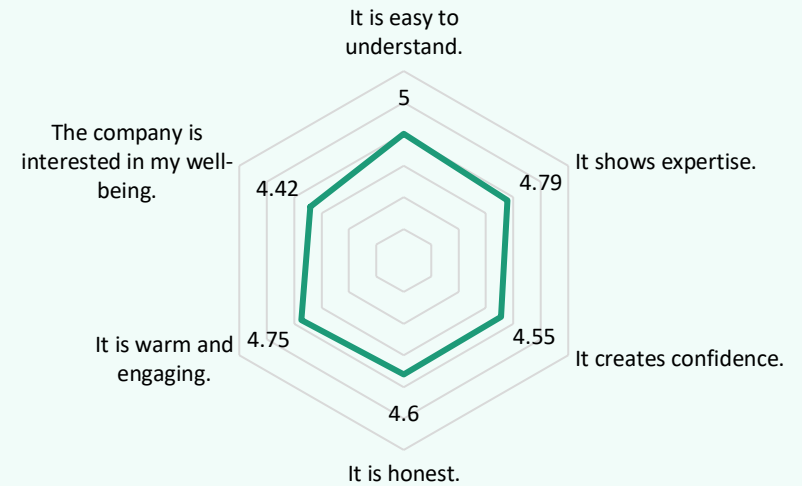 It is easy to
understand.
5
The company is
interested in my well-
being.
4.42
4.79
It shows expertise.
It is warm and
engaging.
4.75
4.55
It creates confidence.
4.6
It is honest.